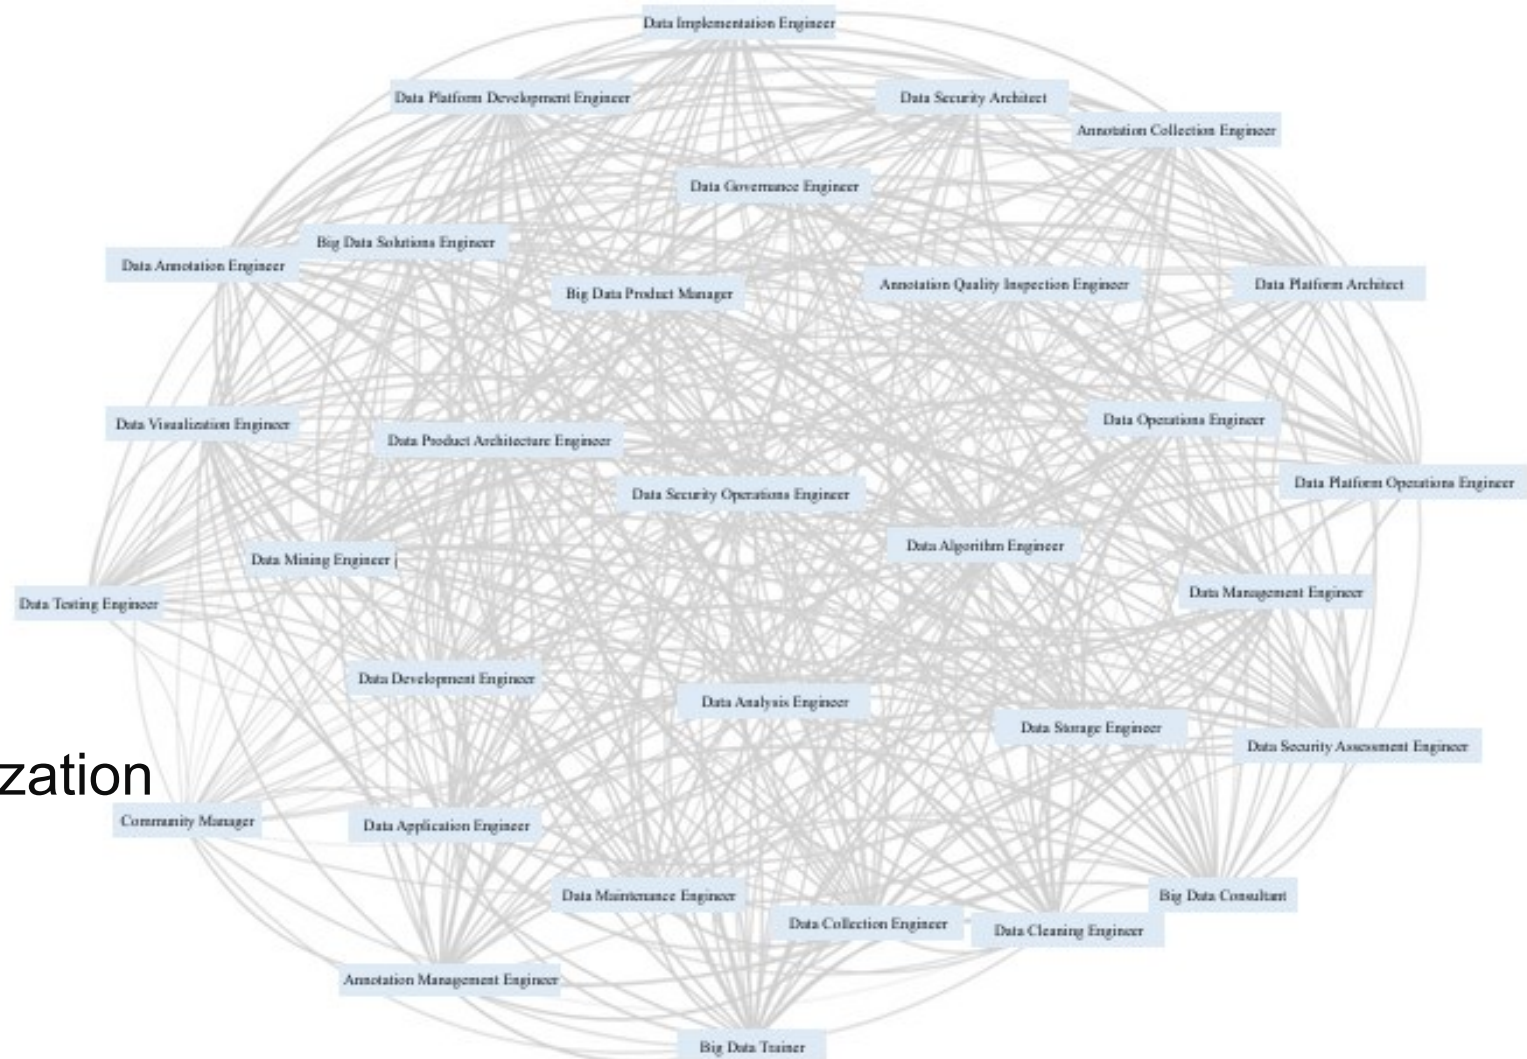 Data Implementation Engineer
Data Platform Development Engineer
Data Security Architect
Annotation Collection Engineer
Data Governance Engineer
Big Data Solutions Engineer
Data Annotation Engineer
Big Data Product Manager
Annotation Quality Inspection Engineer
Data Platform Architect
Data Visualization Engineer
Data Product Architecture Engineer
Data Operations Engineer
Data Security Operations Engineer
Data Platform Operations Engineer
Data Mining Engineer
Data Algorithm Engineer
Data Testing Engineer
Data Management Engineer
Data Development Engineer
Data Analysis Engineer
Data Storage Engineer
Data Security Assessment Engineer
zation
Community Manager
Data Application Engineer
Data Maintenance Engineer
Big Data Consultant
Data Collection Engineer
Data Cleaning Engineer
Annotation Management Engineer
Big Data Trainer